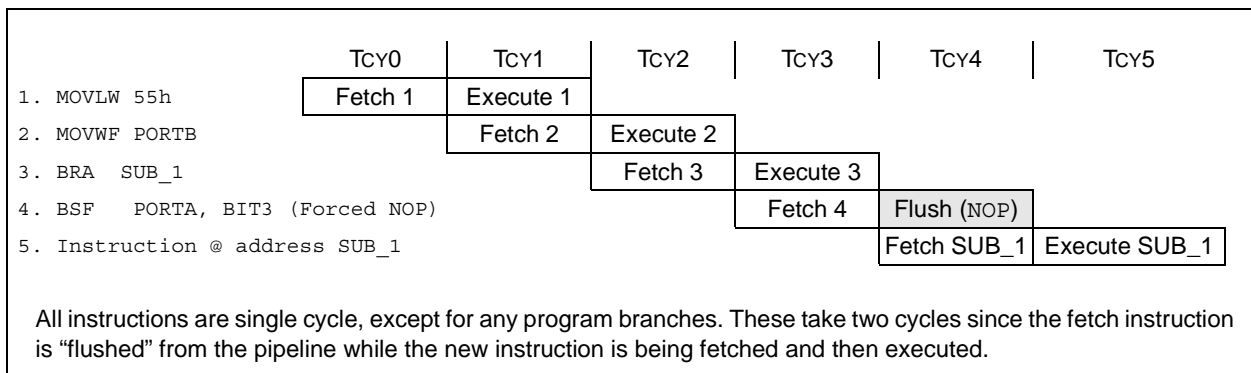 TCY0 TCY1 TCY2 TCY3 TCY4 TCY5
1. MOVLW 55h Fetch 1 Execute 1
2. MOVWF PORTB Fetch 2 Execute 2
3. BRA SUB_1 Fetch 3 Execute 3
4. BSF PORTA, BIT3 (Forced NOP) Fetch 4 Flush (NOP)
5. Instruction @ address SUB_1 Fetch SUB_1 Execute SUB_1
All instructions are single cycle, except for any program branches. These take two cycles since the fetch instruction
is “flushed” from the pipeline while the new instruction is being fetched and then executed.